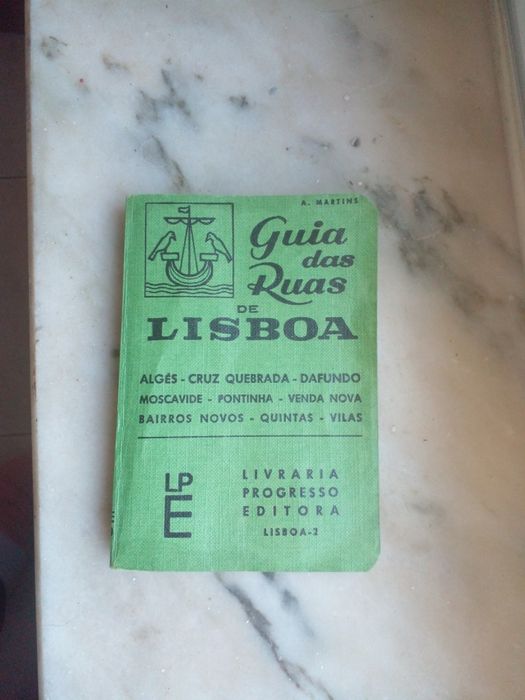 A. MARTINS
Guia
das
Ruas
DE
LISBOA
ALGÉS - CRUZ QUEBRADA - DAFUNDO
MOSCAVIDE - PONTINHA - VENDA NOVA
BAIRROS NOVOS - QUINTAS - VILAS
LPE
LIVRARIA
PROGRESSO
EDITORA
LISBOA-2